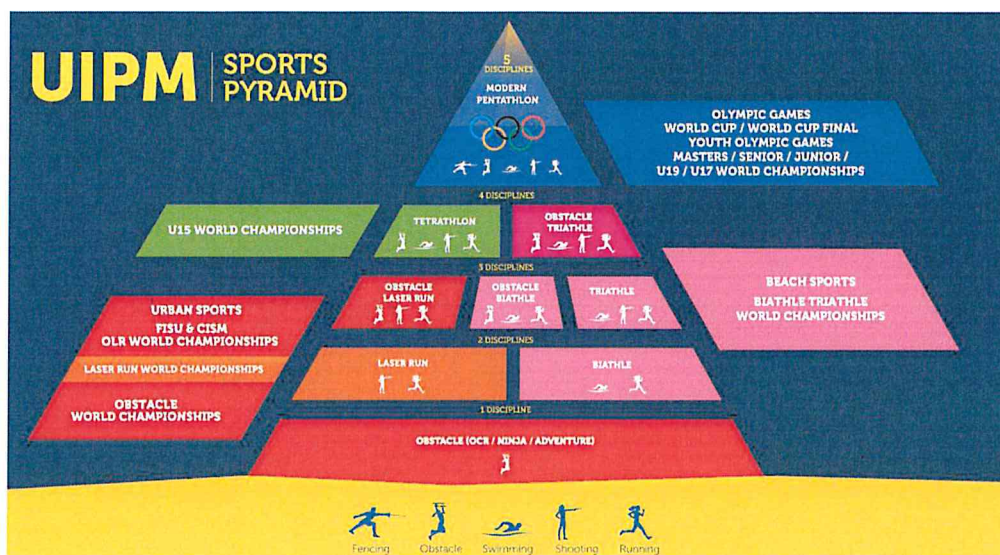 UIPM
SPORTS
PYRAMID
5
DISCIPLINES
MODERN
PENTATHLON
OLYMPIC GAMES
WORLD CUP / WORLD CUP FINAL
YOUTH OLYMPIC GAMES
MASTERS / SENIOR / JUNIOR /
U19 / U17 WORLD CHAMPIONSHIPS
4 DISCIPLINES
U15 WORLD CHAMPIONSHIPS
TETRATHLON
OBSTACLE
TRIATHLE
3 DISCIPLINES
OBSTACLE
LASER RUN
OBSTACLE
BIATHLE
TRIATHLE
BEACH SPORTS
BIATHLE TRIATHLE
WORLD CHAMPIONSHIPS
URBAN SPORTS
FISU & CISM
OLR WORLD CHAMPIONSHIPS
LASER RUN WORLD CHAMPIONSHIPS
OBSTACLE
WORLD CHAMPIONSHIPS
2 DISCIPLINES
LASER RUN
BIATHLE
1 DISCIPLINE
OBSTACLE (OCR / NINJA / ADVENTURE)
Fencing
Obstacle
Swimming
Shooting
Running